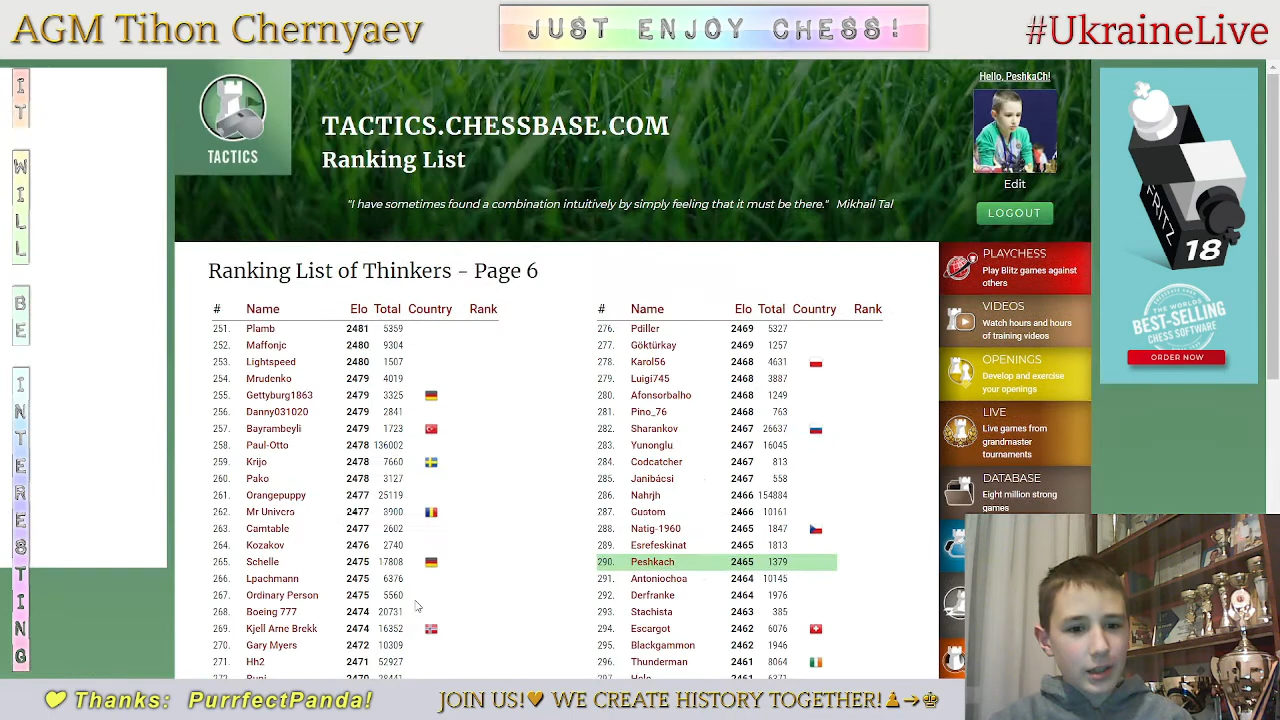 AGM Tihon Chernyaev
JUST ENJOY CHESS!
#UkraineLive
IT
WILL
BE
INTERESTING
TACTICS
TACTICS.CHESSBASE.COM
Ranking List
"I have sometimes found a combination intuitively by simply feeling that it must be there." Mikhail Tal
Hello, PeshkaCh!
Edit
LOGOUT
Ranking List of Thinkers - Page 6
# Name Elo Total Country Rank
251. Plamb 2481 5359
252. Maffonjc 2480 9304
253. Lightspeed 2480 1507
254. Mrudenko 2479 4019
255. Gettyburg1863 2479 3325
256. Danny031020 2479 2841
257. Bayrambeyli 2479 1723
258. Paul-Otto 2478 136002
259. Krijo 2478 7660
260. Pako 2478 3127
261. Orangepuppy 2477 25119
262. Mr Univers 2477 3900
263. Camtable 2477 2602
264. Kozakov 2476 2740
265. Schelle 2475 17808
266. Lpachmann 2475 6376
267. Ordinary Person 2475 5560
268. Boeing 777 2474 20731
269. Kjell Arne Brekk 2474 16352
270. Gary Myers 2472 10309
271. Hh2 2471 52927
# Name Elo Total Country Rank
276. Pdiller 2469 5327
277. Göktürkay 2469 1257
278. Karol56 2468 4631
279. Luigi745 2468 3887
280. Afonsorbalho 2468 1249
281. Pino_76 2468 763
282. Sharankov 2467 26637
283. Yunonglu 2467 16045
284. Codcatcher 2467 813
285. Janibácsi 2467 558
286. Nahrjh 2466 154884
287. Custom 2466 10161
288. Natig-1960 2465 1847
289. Esrefeskinat 2465 1813
290. Peshkach 2465 1379
291. Antoniochoa 2464 10145
292. Derfranke 2464 1976
293. Stachista 2463 385
294. Escargot 2462 6076
295. Blackgammon 2462 1946
296. Thunderman 2461 8064
PLAYCHESS
Play Blitz games against
others
VIDEOS
Watch hours and hours
of training videos
OPENINGS
Develop and exercise
your openings
LIVE
Live games from
grandmaster
tournaments
DATABASE
Eight million strong
games
FRITZ
18
THE WORLDS
BEST-SELLING
CHESS SOFTWARE
ORDER NOW
Thanks: PurrfectPanda!
JOIN US!🧡 WE CREATE HISTORY TOGETHER!♟→♚